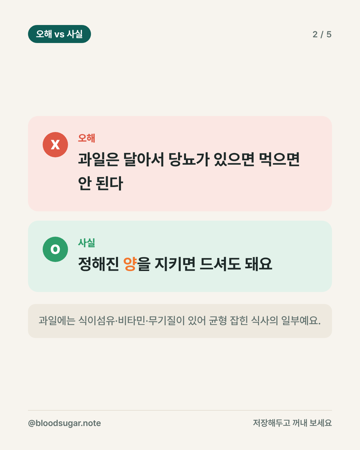 오해 vs 사실
2 / 5
X
오해
과일은 달아서 당뇨가 있으면 먹으면
안 된다
O
사실
정해진 양을 지키면 드셔도 돼요
과일에는 식이섬유·비타민·무기질이 있어 균형 잡힌 식사의 일부예요.
@bloodsugar.note
저장해두고 꺼내 보세요